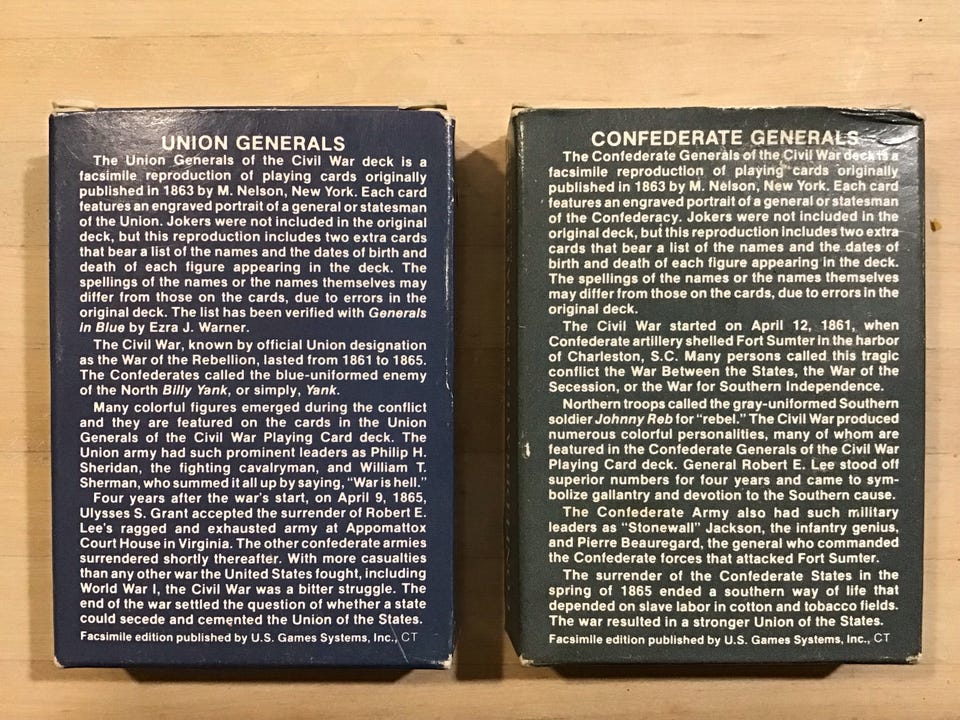 UNION GENERALS
The Union Generals of the Civil War deck is a
facsimile reproduction of playing cards originally
published in 1863 by M. Nelson, New York. Each card
features an engraved portrait of a general or statesman
of the Union. Jokers were not included in the original
deck, but this reproduction includes two extra cards
that bear a list of the names and the dates of birth and
death of each figure appearing in the deck. The
spellings of the names or the names themselves may
differ from those on the cards, due to errors in the
original deck. The list has been verified with Generals
in Blue by Ezra J. Warner.
The Civil War, known by official Union designation
as the War of the Rebellion, lasted from 1861 to 1865.
The Confederates called the blue-uniformed enemy
of the North Billy Yank, or simply, Yank.
Many colorful figures emerged during the conflict
and they are featured on the cards in the Union
Generals of the Civil War Playing Card deck. The
Union army had such prominent leaders as Philip H.
Sheridan, the fighting cavalryman, and William T.
Sherman, who summed it all up by saying, "War is hell."
Four years after the war's start, on April 9, 1865,
Ulysses S. Grant accepted the surrender of Robert E.
Lee's ragged and exhausted army at Appomattox
Court House in Virginia. The other confederate armies
surrendered shortly thereafter. With more casualties
than any other war the United States fought, including
World War I, the Civil War was a bitter struggle. The
end of the war settled the question of whether a state
could secede and cemented the Union of the States.
Facsimile edition published by U.S. Games Systems, Inc., CT
CONFEDERATE GENERALS
The Confederate Generals of the Civil War deck is a
facsimile reproduction of playing cards originally
published in 1863 by M. Nelson, New York. Each card
features an engraved portrait of a general or statesman
of the Confederacy. Jokers were not included in the
original deck, but this reproduction includes two extra
cards that bear a list of the names and the dates of
birth and death of each figure appearing in the deck.
The spellings of the names or the names themselves
may differ from those on the cards, due to errors in the
original deck.
The Civil War started on April 12, 1861, when
Confederate artillery shelled Fort Sumter in the harbor
of Charleston, S.C. Many persons called this tragic
conflict the War Between the States, the War of the
Secession, or the War for Southern Independence.
Northern troops called the gray-uniformed Southern
soldier Johnny Reb for "rebel." The Civil War produced
numerous colorful personalities, many of whom are
featured in the Confederate Generals of the Civil War
Playing Card deck. General Robert E. Lee stood off
superior numbers for four years and came to sym-
bolize gallantry and devotion to the Southern cause.
The Confederate Army also had such military
leaders as "Stonewall" Jackson, the infantry genius,
and Pierre Beauregard, the general who commanded
the Confederate forces that attacked Fort Sumter.
The surrender of the Confederate States in the
spring of 1865 ended a southern way of life that
depended on slave labor in cotton and tobacco fields.
The war resulted in a stronger Union of the States.
Facsimile edition published by U.S. Games Systems, Inc., CT